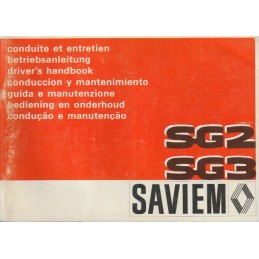 conduite et entretien
betriebsanleitung
driver's handbook
conduccion y mantenimiento
guida e manutenzione
bediening en onderhoud
condução e manutenção
SG2
SG3
SAVIEM